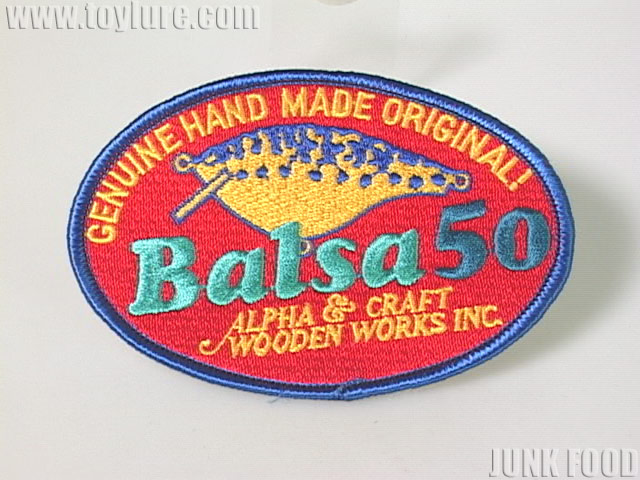 www.toylure.com
GENUINE HAND MADE ORIGINAL!
Balsa50
ALPHA & CRAFT
WOODEN WORKS INC.
JUNK FOOD